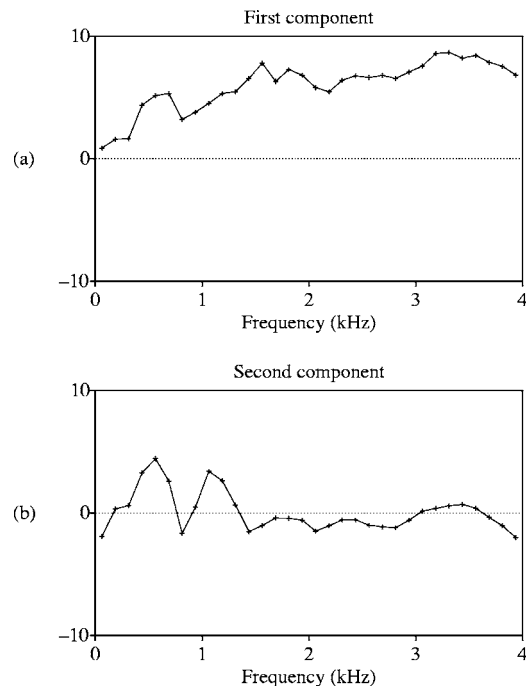 First component
10
(a)
0
−10
0 1 2 3 4
Frequency (kHz)
Second component
10
(b)
0
−10
0 1 2 3 4
Frequency (kHz)